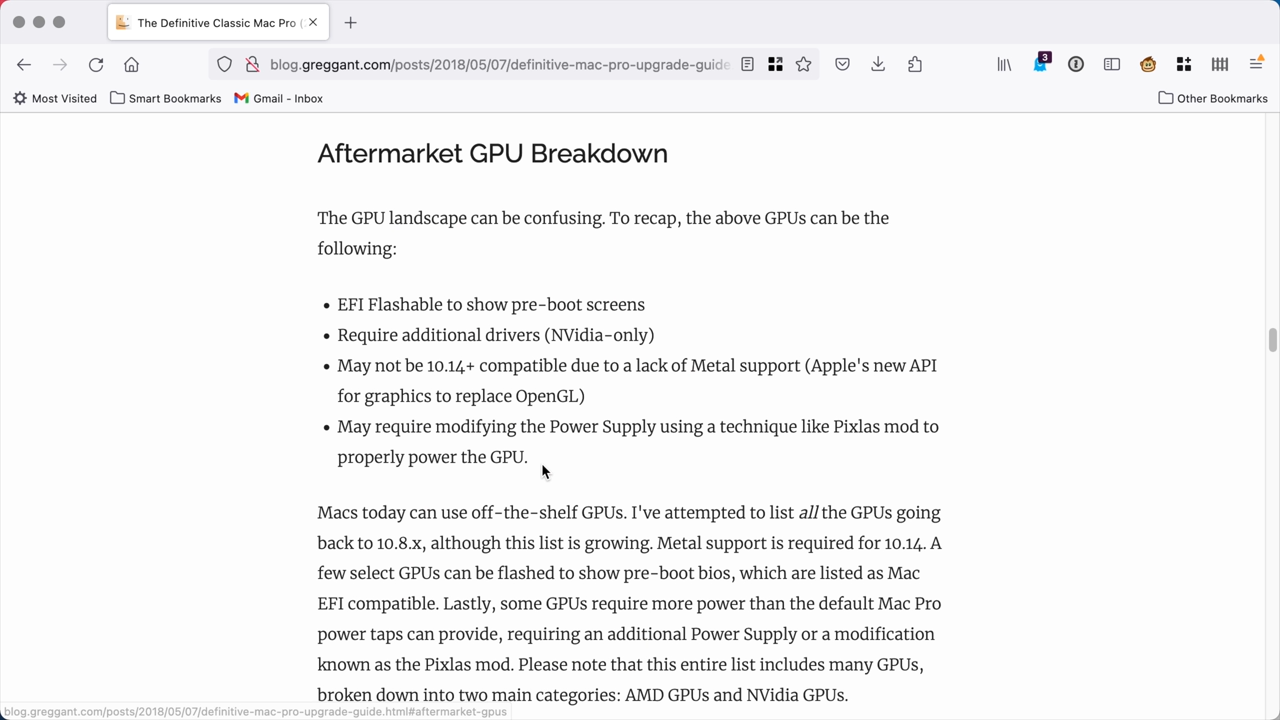 The Definitive Classic Mac Pro (
blog.greggant.com/posts/2018/05/07/definitive-mac-pro-upgrade-guide
3
Most Visited
Smart Bookmarks
Gmail - Inbox
Other Bookmarks
Aftermarket GPU Breakdown
The GPU landscape can be confusing. To recap, the above GPUs can be the
following:
• EFI Flashable to show pre-boot screens
• Require additional drivers (NVidia-only)
• May not be 10.14+ compatible due to a lack of Metal support (Apple's new API
for graphics to replace OpenGL)
• May require modifying the Power Supply using a technique like Pixlas mod to
properly power the GPU.
Macs today can use off-the-shelf GPUs. I've attempted to list all the GPUs going
back to 10.8.x, although this list is growing. Metal support is required for 10.14. A
few select GPUs can be flashed to show pre-boot bios, which are listed as Mac
EFI compatible. Lastly, some GPUs require more power than the default Mac Pro
power taps can provide, requiring an additional Power Supply or a modification
known as the Pixlas mod. Please note that this entire list includes many GPUs,
broken down into two main categories: AMD GPUs and NVidia GPUs.
blog.greggant.com/posts/2018/05/07/definitive-mac-pro-upgrade-guide.html#aftermarket-gpus